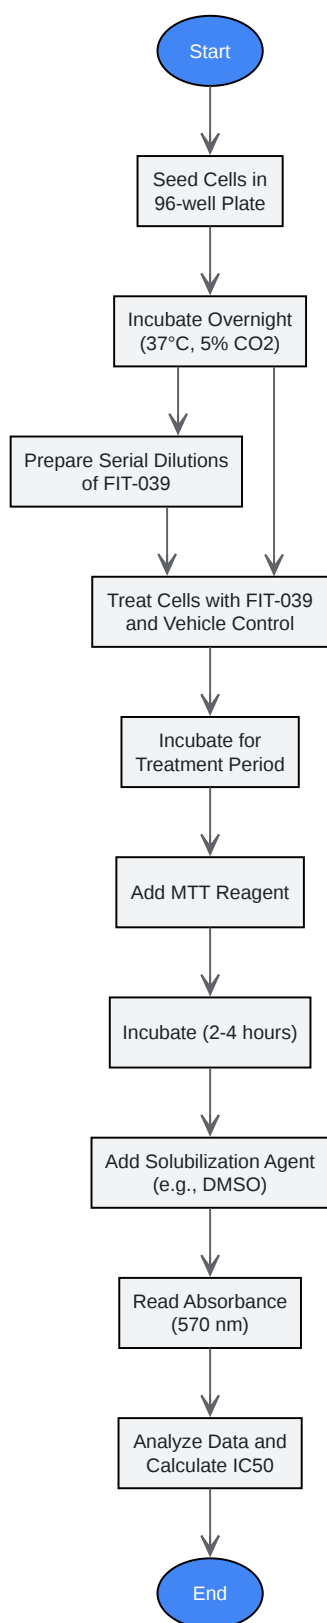 Start
Seed Cells in
96-well Plate
Incubate Overnight
(37°C, 5% CO2)
Prepare Serial Dilutions
of FIT-039
Treat Cells with FIT-039
and Vehicle Control
Incubate for
Treatment Period
Add MTT Reagent
Incubate (2-4 hours)
Add Solubilization Agent
(e.g., DMSO)
Read Absorbance
(570 nm)
Analyze Data and
Calculate IC50
End